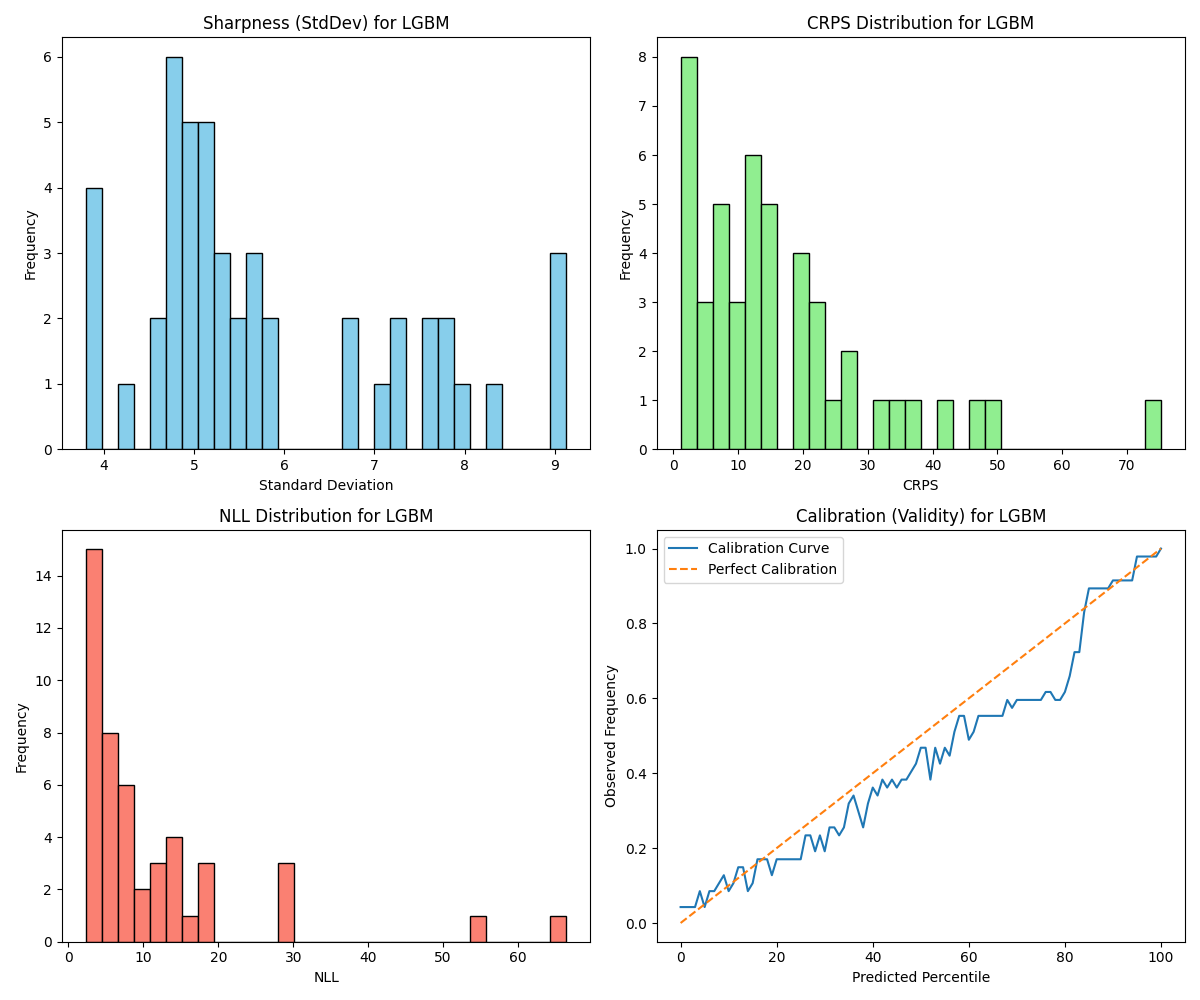 Sharpness (StdDev) for LGBM
Frequency
6
5
4
3
2
1
0
4 5 6 7 8 9
Standard Deviation
CRPS Distribution for LGBM
Frequency
8
7
6
5
4
3
2
1
0
0 10 20 30 40 50 60 70
CRPS
NLL Distribution for LGBM
Frequency
14
12
10
8
6
4
2
0
0 10 20 30 40 50 60
NLL
Calibration (Validity) for LGBM
Calibration Curve
Perfect Calibration
Observed Frequency
1.0
0.8
0.6
0.4
0.2
0.0
0 20 40 60 80 100
Predicted Percentile